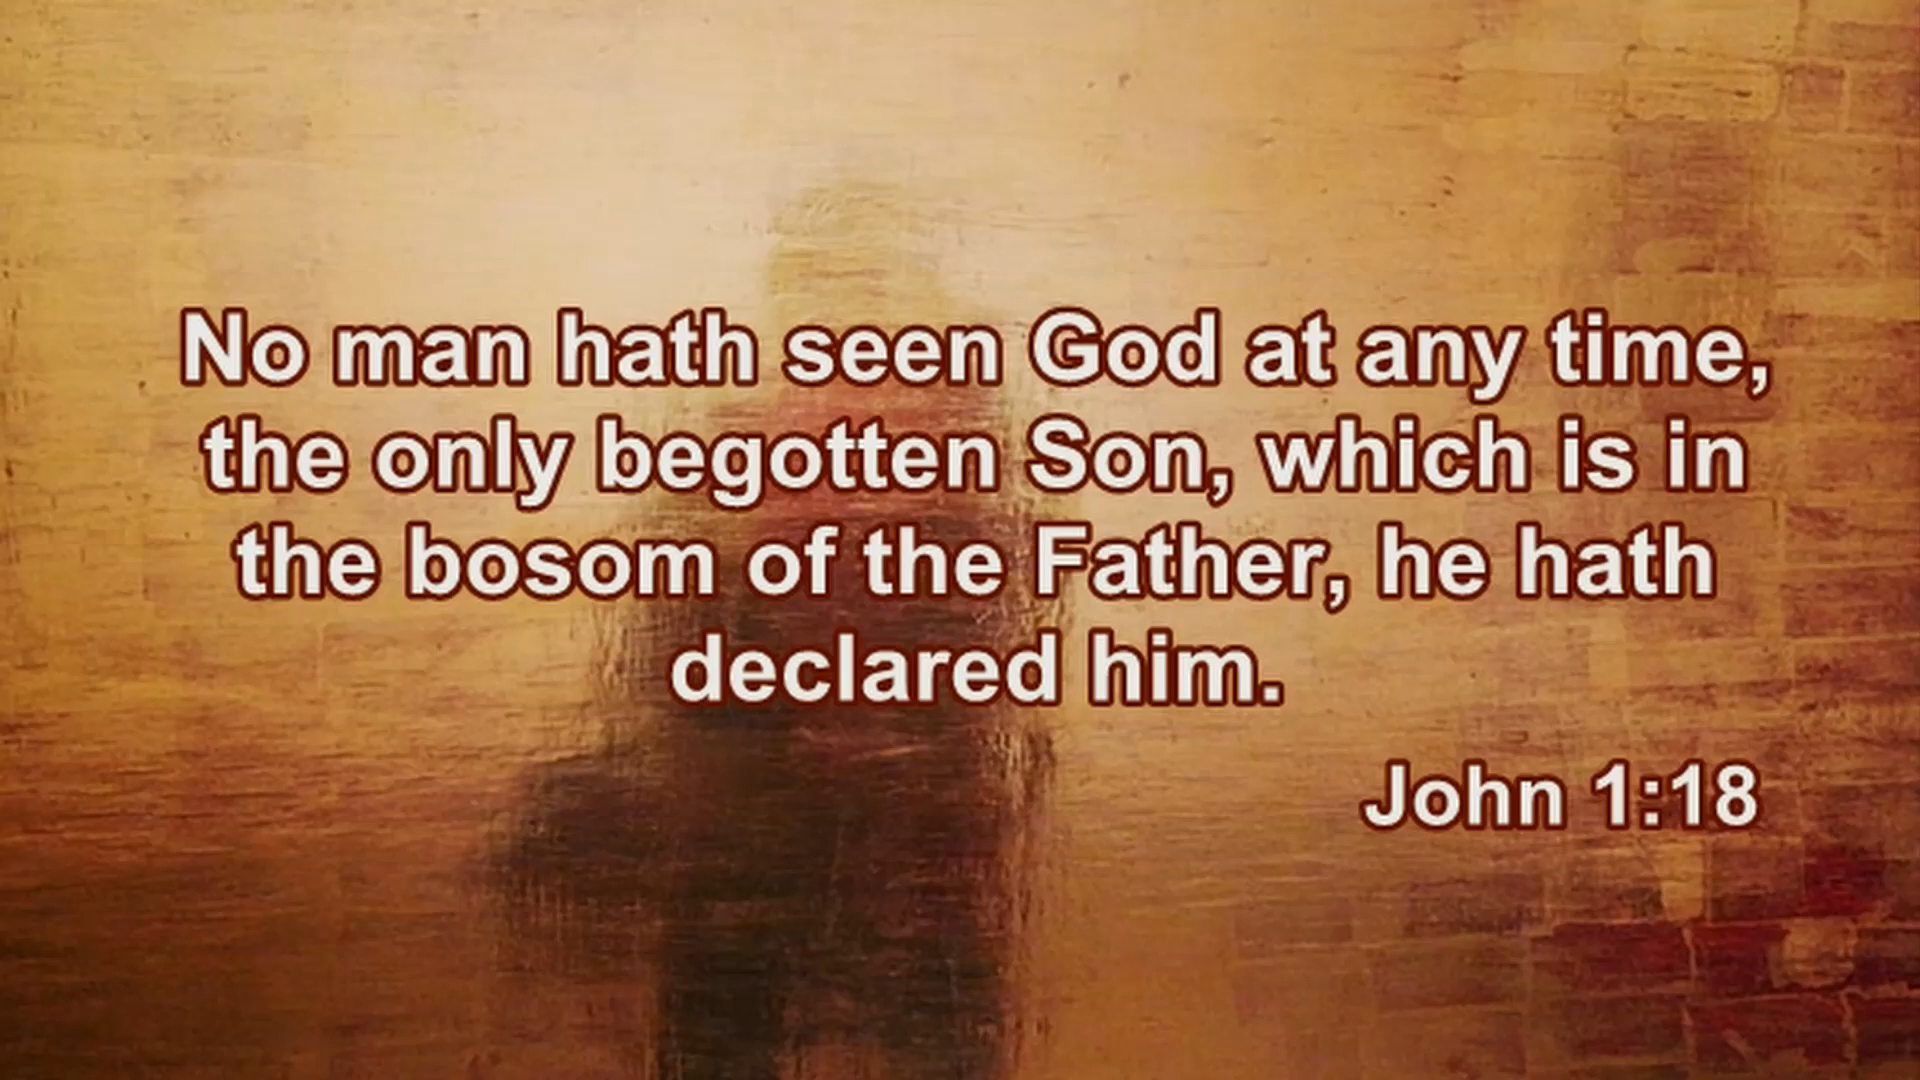 No man hath seen God at any time,
the only begotten Son, which is in
the bosom of the Father, he hath
declared him.
John 1:18